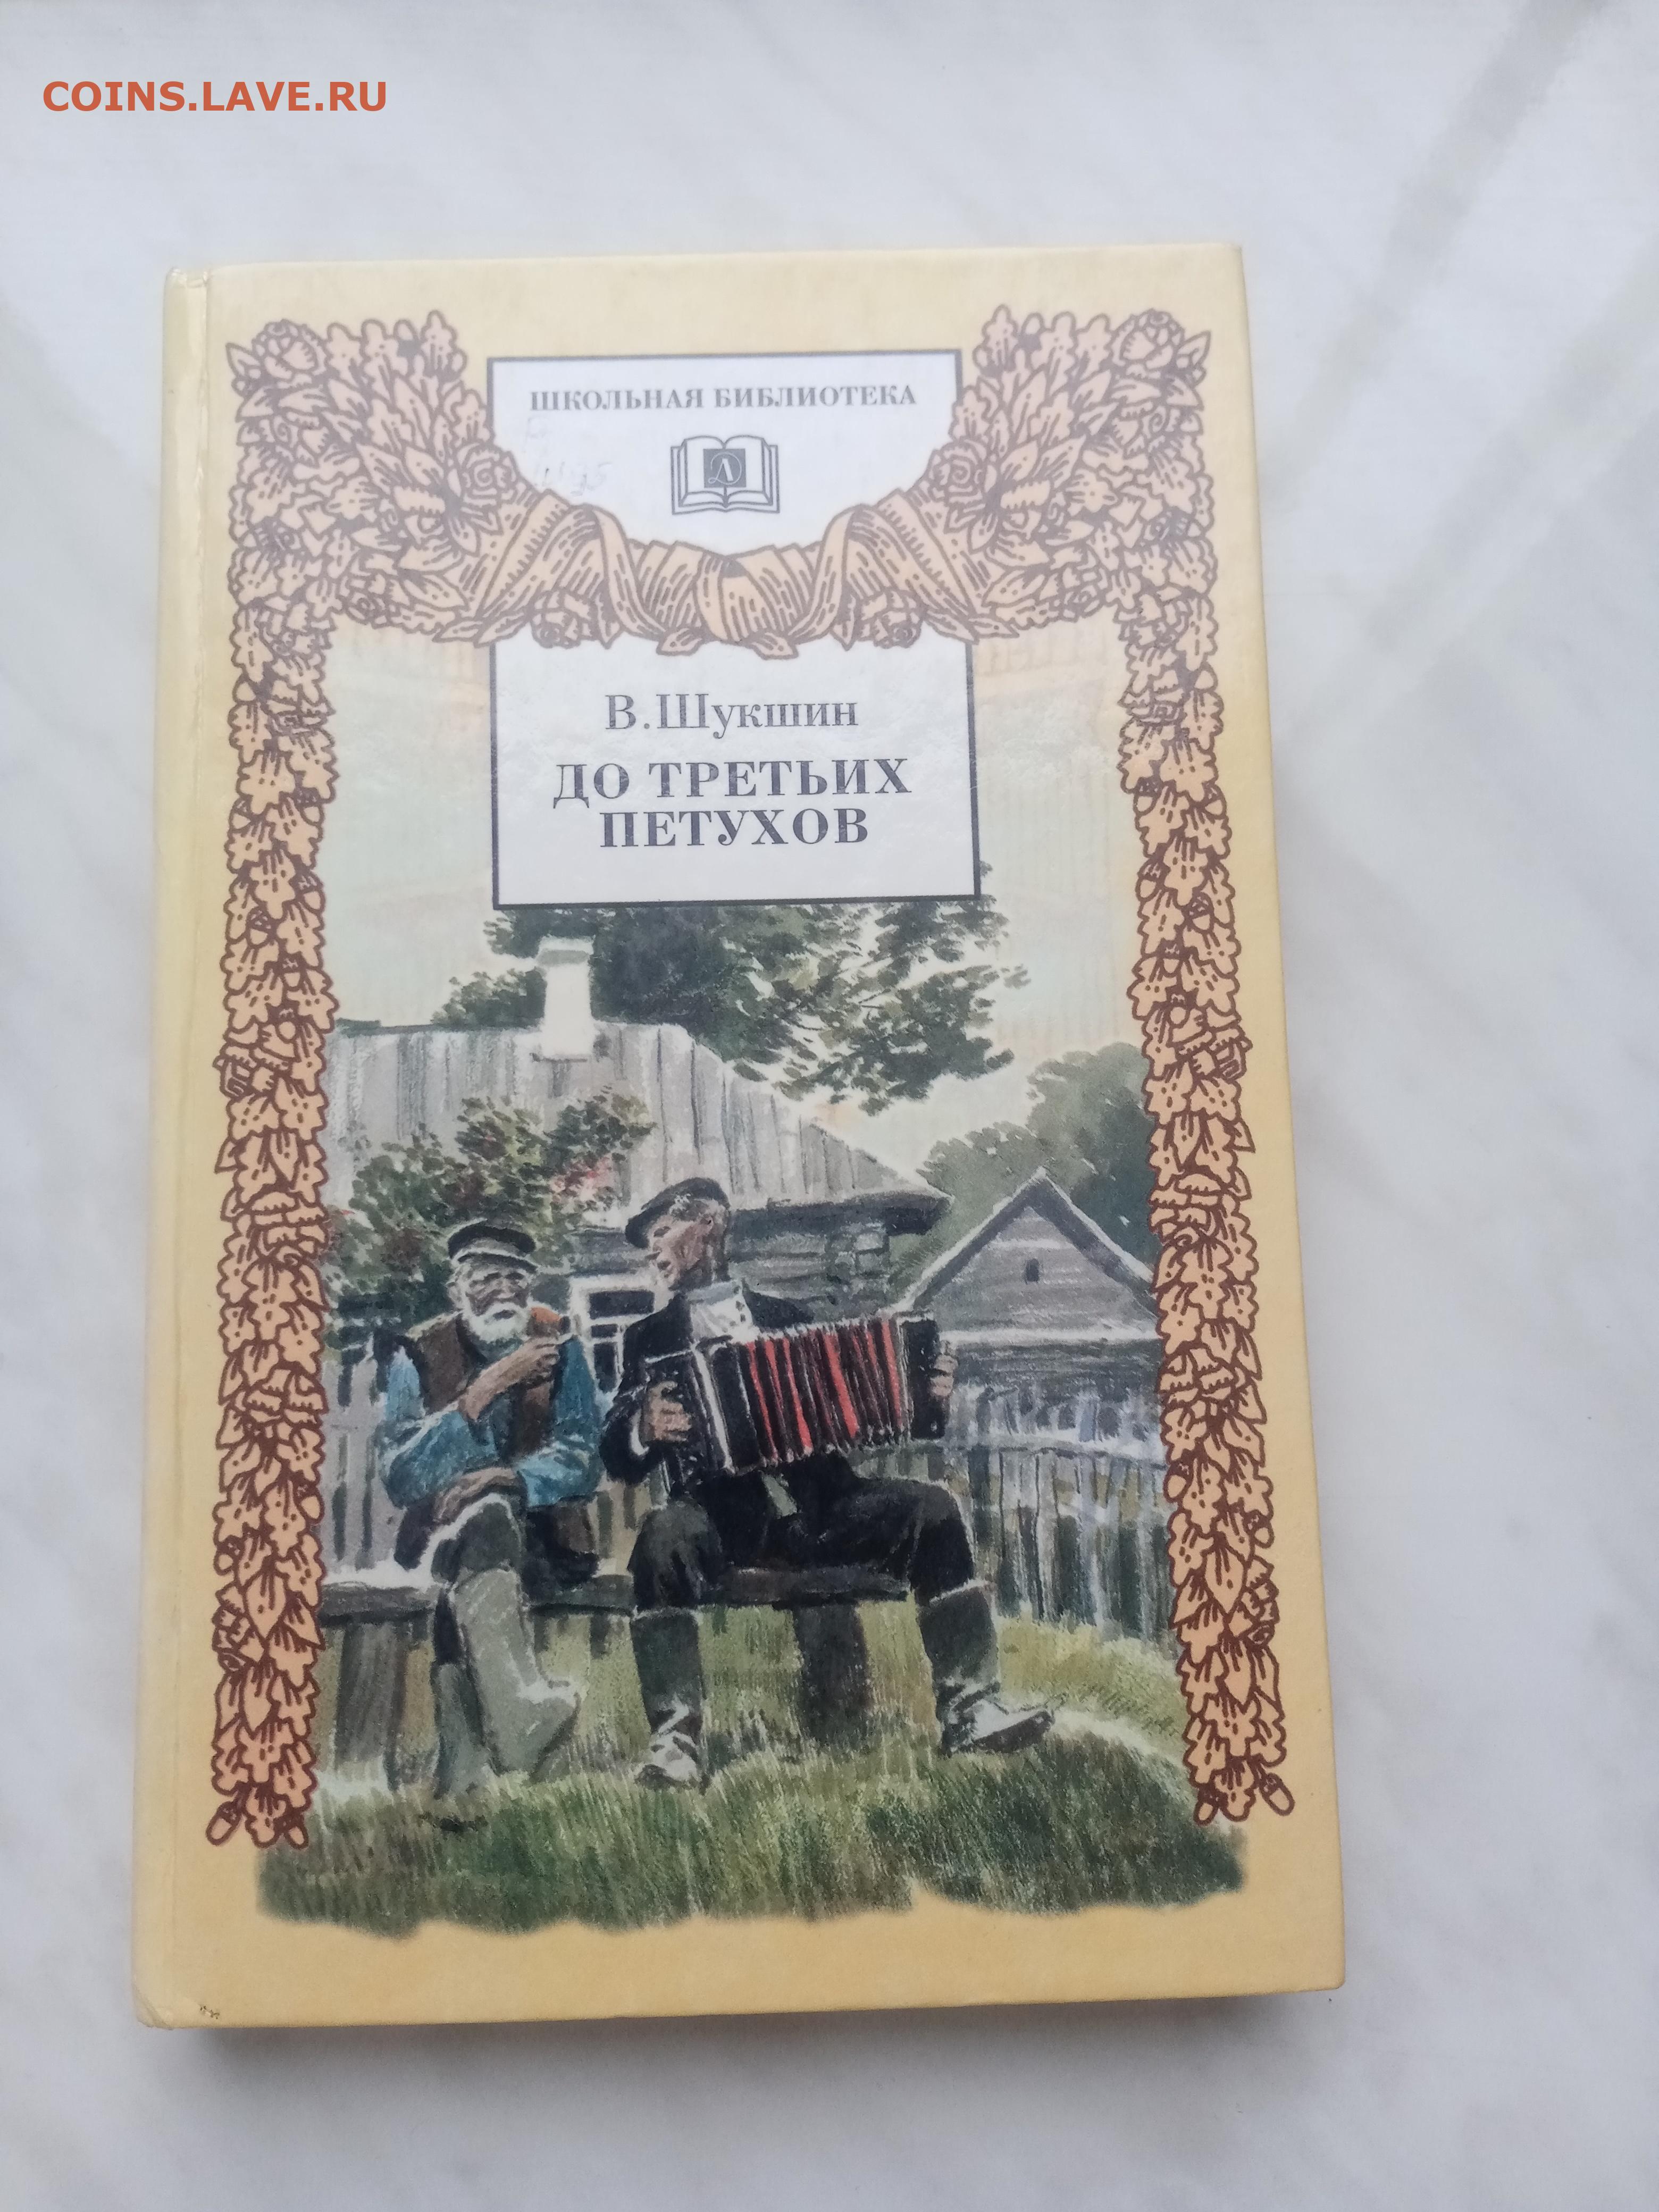 COINS.LAVE.RU
ШКОЛЬНАЯ БИБЛИОТЕКА
Д
В.Шукшин
ДО ТРЕТЬИХ
ПЕТУХОВ